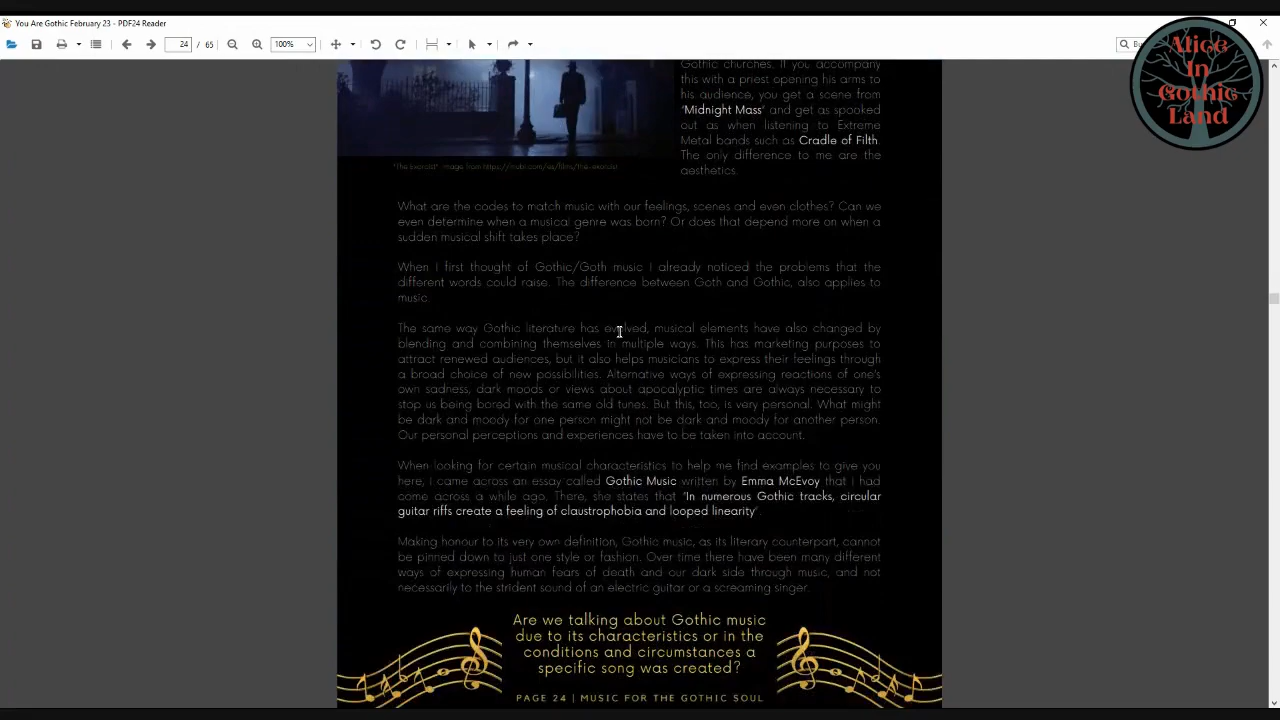 You Are Gothic February 23 - PDF24 Reader
24 / 65
100%
Alice
In
Gothic
Land
Gothic churches. If you accompany
this with a priest opening his arms to
his audience, you get a scene from
'Midnight Mass' and get as spooked
out as when listening to Extreme
Metal bands such as Cradle of Filth.
The only difference to me are the
aesthetics.
"The Exorcist" image from https://mubi.com/es/films/the-exorcist
What are the codes to match music with our feelings, scenes and even clothes? Can we
even determine when a musical genre was born? Or does that depend more on when a
sudden musical shift takes place?
When I first thought of Gothic/Goth music I already noticed the problems that the
different words could raise. The difference between Goth and Gothic, also applies to
music.
The same way Gothic literature has evolved, musical elements have also changed by
blending and combining themselves in multiple ways. This has marketing purposes to
attract renewed audiences, but it also helps musicians to express their feelings through
a broad choice of new possibilities. Alternative ways of expressing reactions of one's
own sadness, dark moods or views about apocalyptic times are always necessary to
stop us being bored with the same old tunes. But this, too, is very personal. What might
be dark and moody for one person might not be dark and moody for another person.
Our personal perceptions and experiences have to be taken into account.
When looking for certain musical characteristics to help me find examples to give you
here, I came across an essay called Gothic Music written by Emma McEvoy that I had
come across a while ago. There, she states that 'In numerous Gothic tracks, circular
guitar riffs create a feeling of claustrophobia and looped linearity'.
Making honour to its very own definition, Gothic music, as its literary counterpart, cannot
be pinned down to just one style or fashion. Over time there have been many different
ways of expressing human fears of death and our dark side through music, and not
necessarily to the strident sound of an electric guitar or a screaming singer.
Are we talking about Gothic music
due to its characteristics or in the
conditions and circumstances a
specific song was created?
PAGE 24 | MUSIC FOR THE GOTHIC SOUL